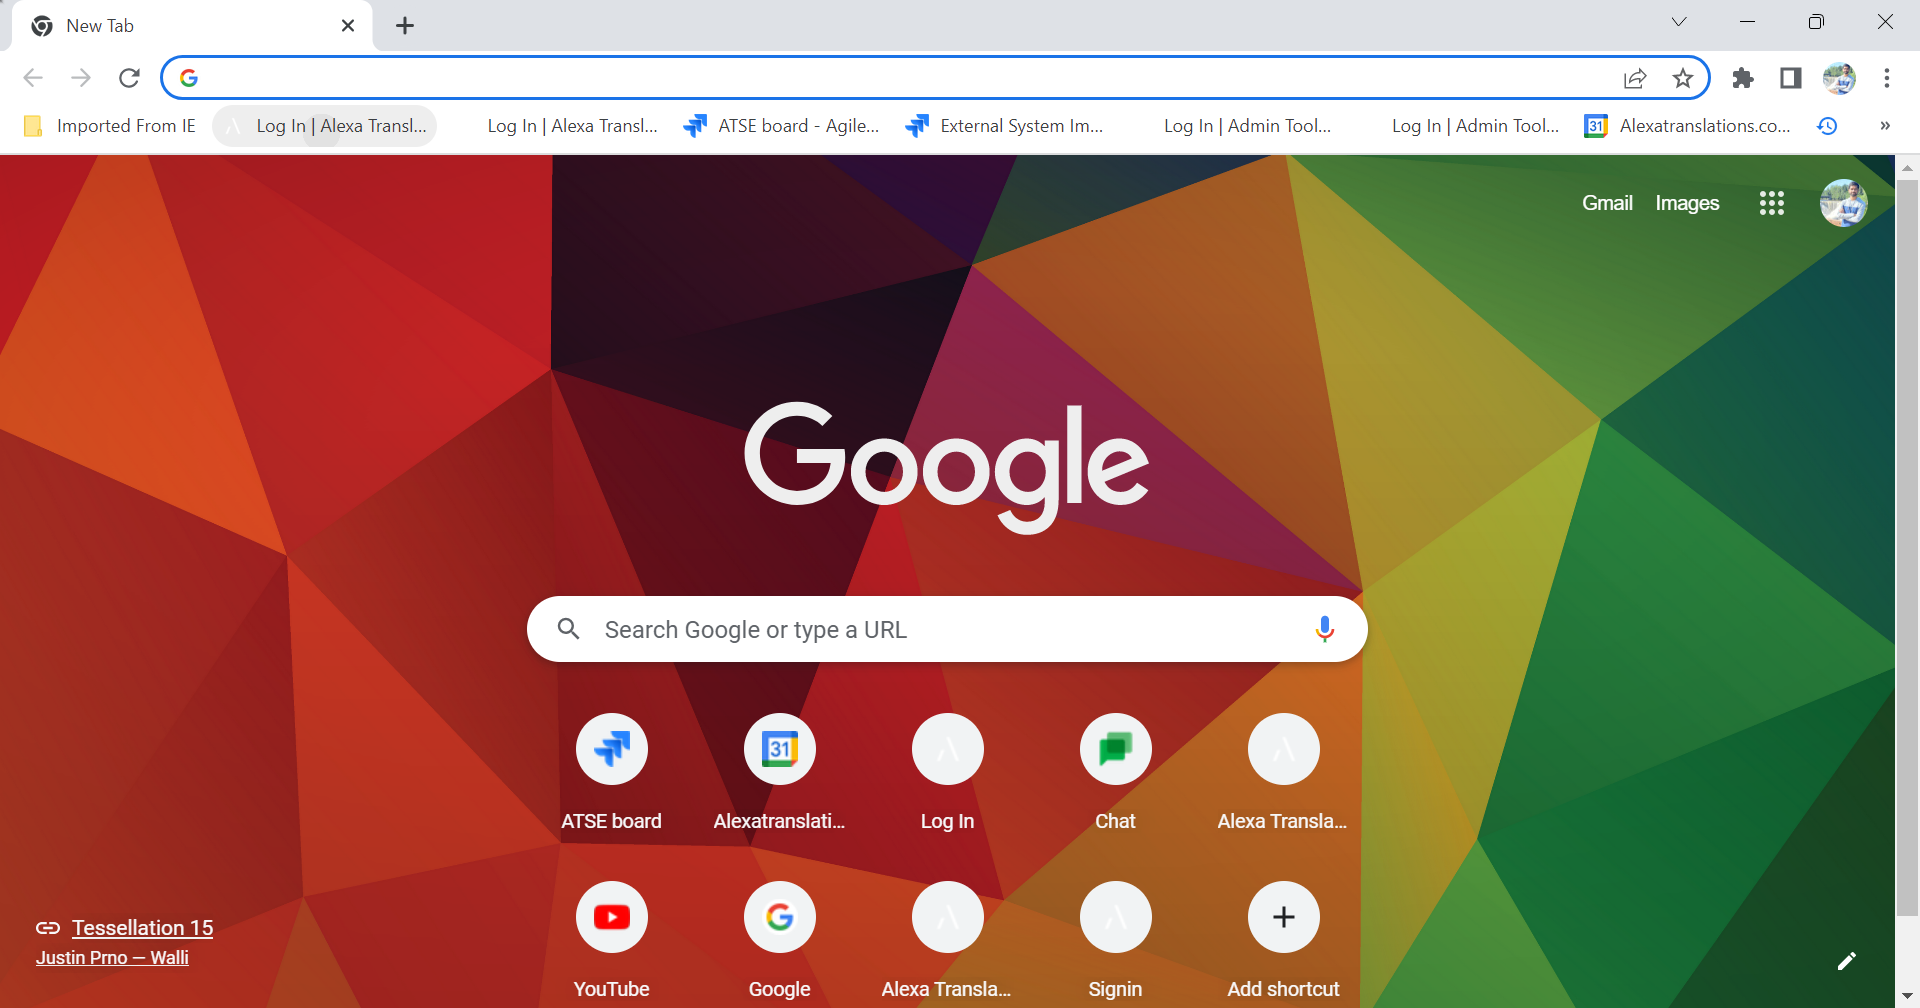 New Tab
Imported From IE
Log In | Alexa Transl...
Log In | Alexa Transl...
ATSE board - Agile...
External System Im...
Log In | Admin Tool...
Log In | Admin Tool...
31
Alexatranslations.co...
»
Gmail Images
Google
Search Google or type a URL
31
ATSE board
Alexatranslati...
Log In
Chat
Alexa Transla...
Tessellation 15
Justin Prno — Walli
YouTube
Google
Alexa Transla...
Signin
Add shortcut